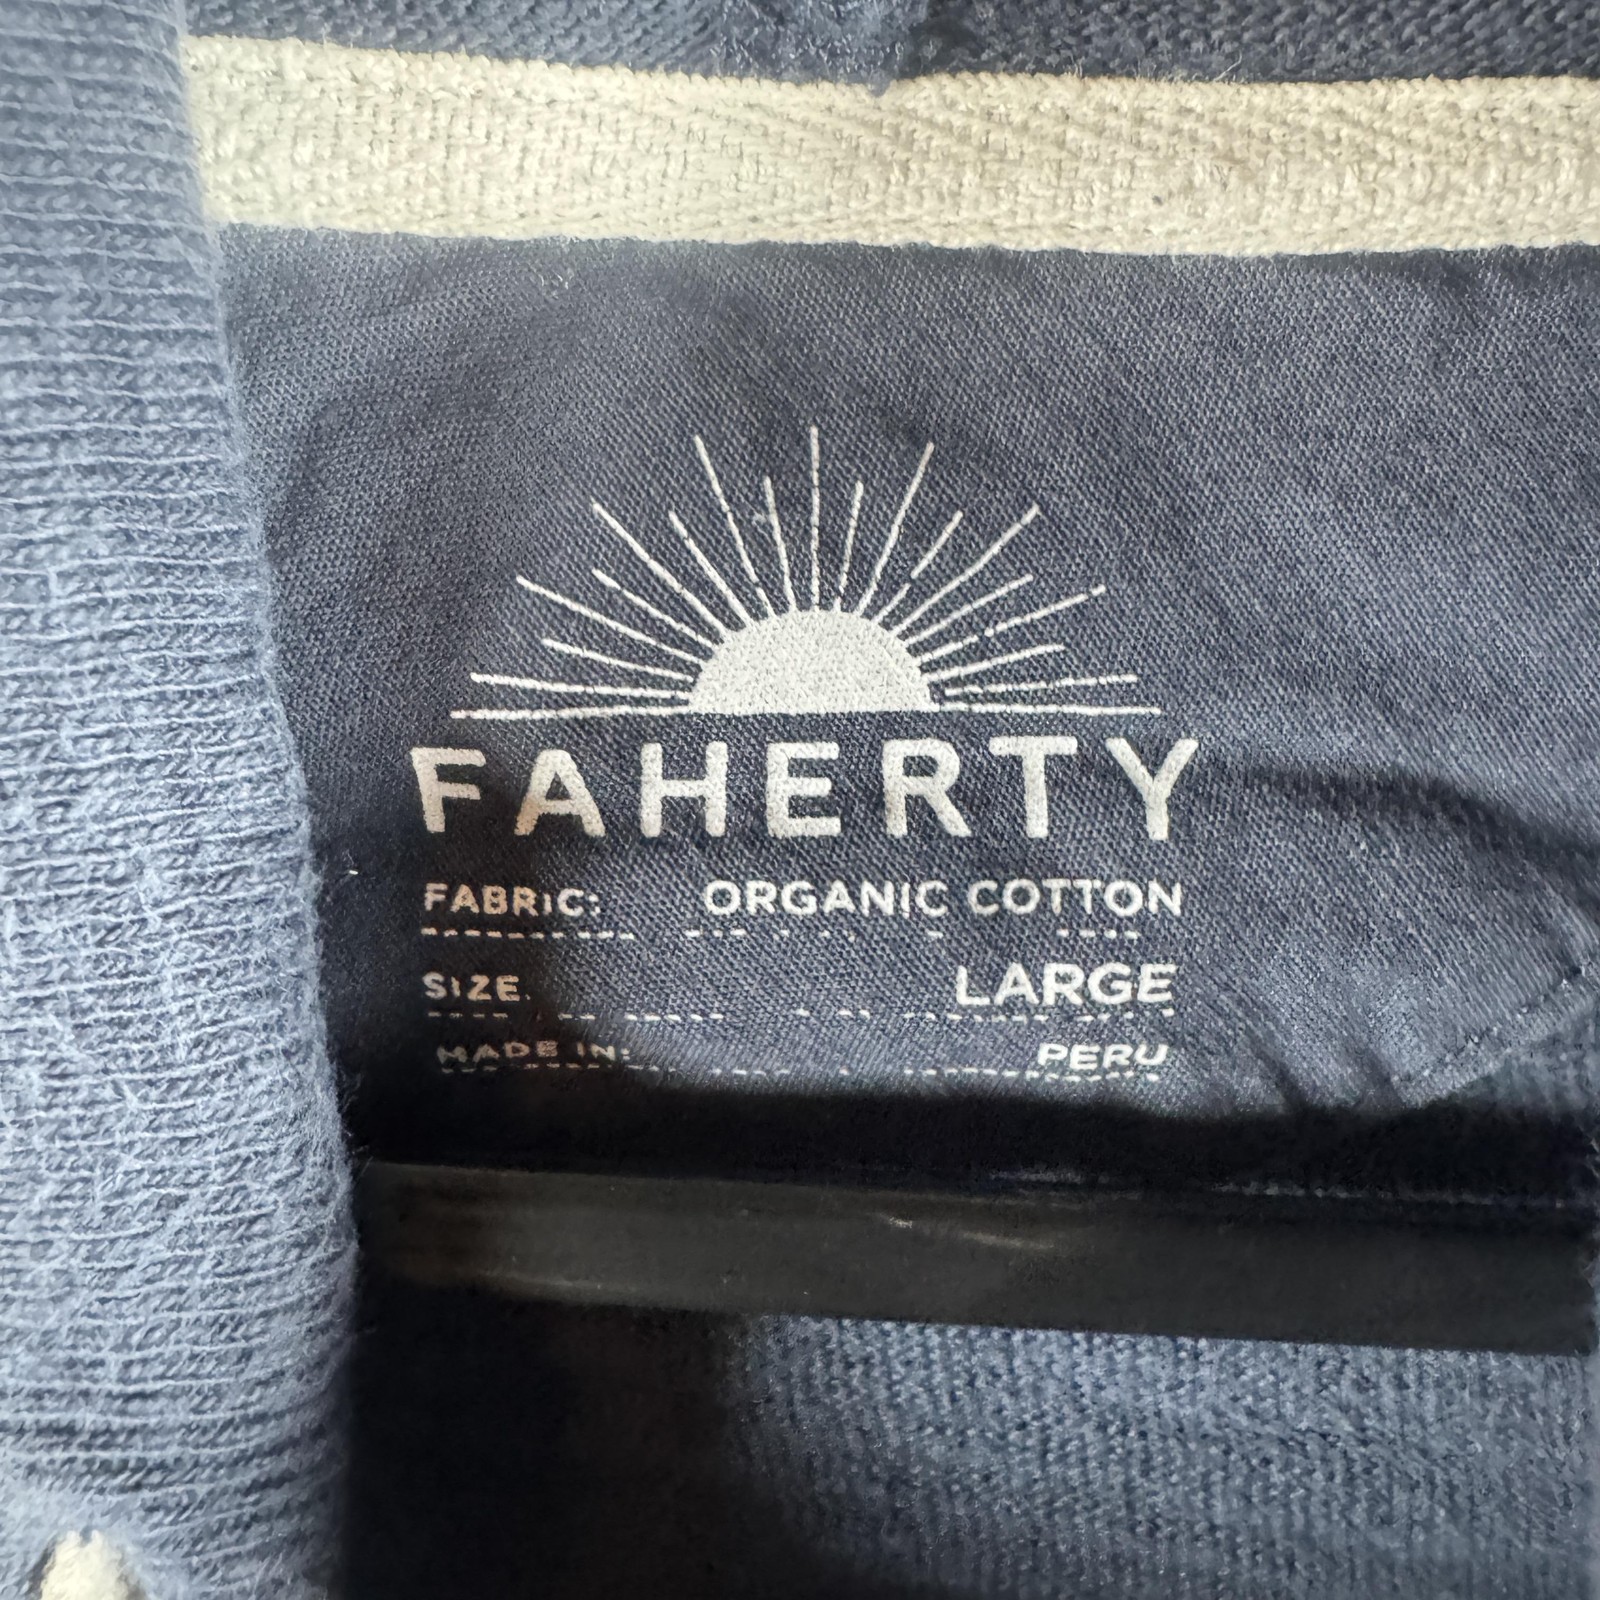 FAHERTY
FABRIC: ORGANIC COTTON
SIZE: LARGE
MADE IN: PERU